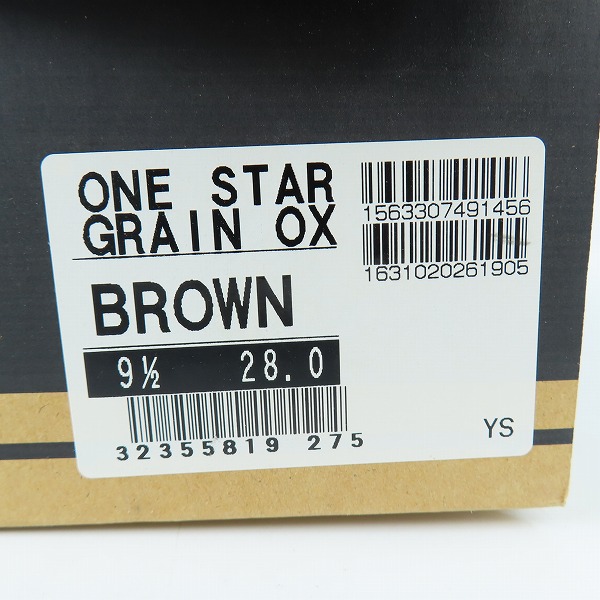 ONE STAR
GRAIN OX
1563307491456
1631020261905
BROWN
9½ 28.0
32355819 275
YS